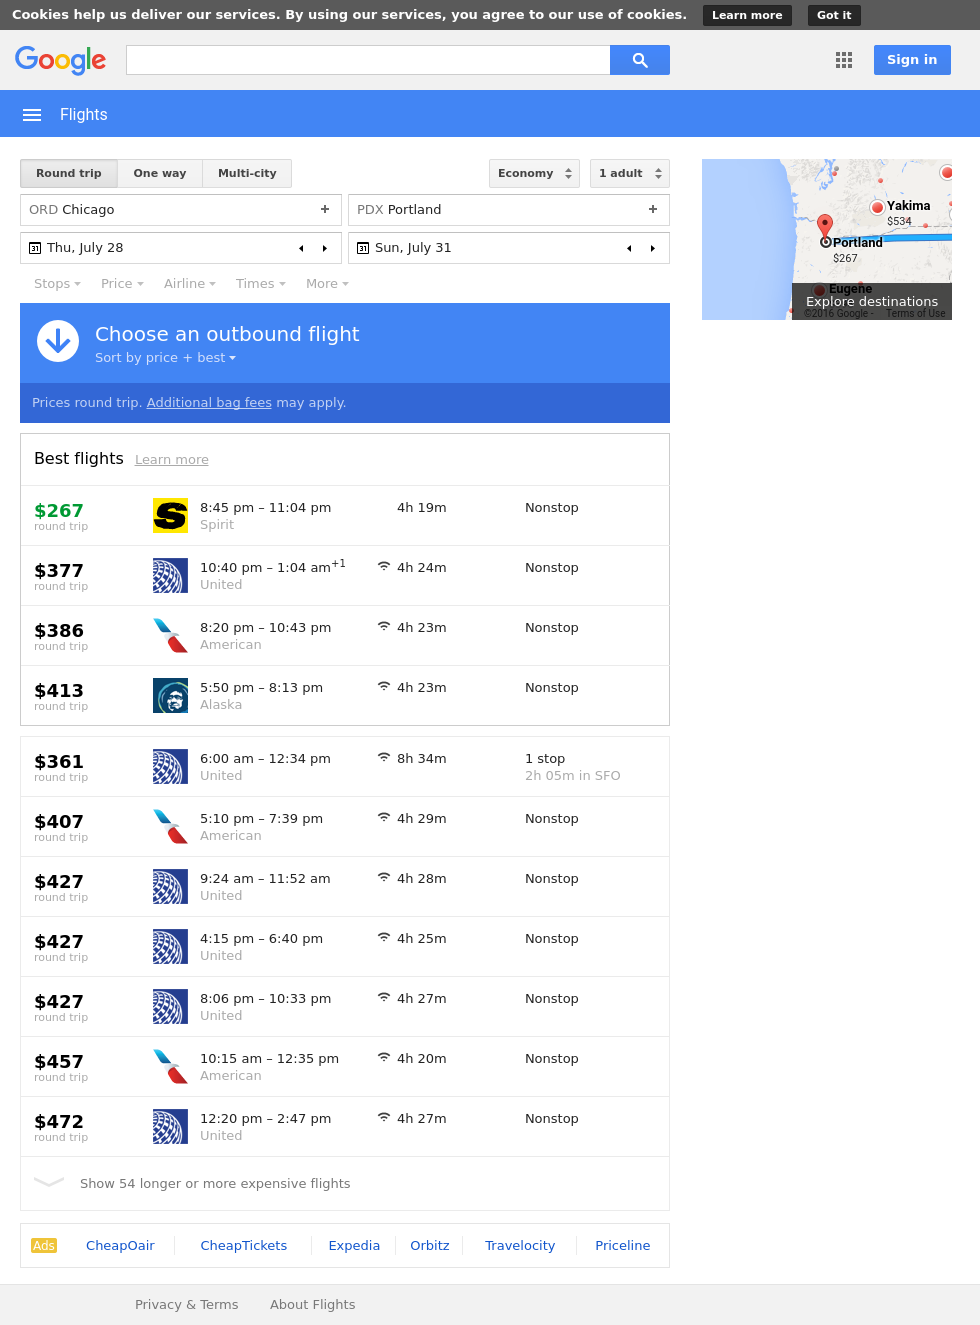 Cookies help us deliver our services. By using our services, you agree to our use of cookies. Learn more Got it
Google Sign in
Flights
Round trip One way Multi-city Economy 1 adult
ORD Chicago + PDX Portland +
31 Thu, July 28 31 Sun, July 31
Stops Price Airline Times More
Choose an outbound flight
Sort by price + best
Prices round trip. Additional bag fees may apply.
Yakima
$534
Portland
$267
Eugene
Explore destinations
©2016 Google - Terms of Use
Best flights Learn more
$267 8:45 pm – 11:04 pm 4h 19m Nonstop
round trip Spirit
$377 10:40 pm – 1:04 am+1 4h 24m Nonstop
round trip United
$386 8:20 pm – 10:43 pm 4h 23m Nonstop
round trip American
$413 5:50 pm – 8:13 pm 4h 23m Nonstop
round trip Alaska
$361 6:00 am – 12:34 pm 8h 34m 1 stop
round trip United 2h 05m in SFO
$407 5:10 pm – 7:39 pm 4h 29m Nonstop
round trip American
$427 9:24 am – 11:52 am 4h 28m Nonstop
round trip United
$427 4:15 pm – 6:40 pm 4h 25m Nonstop
round trip United
$427 8:06 pm – 10:33 pm 4h 27m Nonstop
round trip United
$457 10:15 am – 12:35 pm 4h 20m Nonstop
round trip American
$472 12:20 pm – 2:47 pm 4h 27m Nonstop
round trip United
Show 54 longer or more expensive flights
Ads CheapOair CheapTickets Expedia Orbitz Travelocity Priceline
Privacy & Terms About Flights